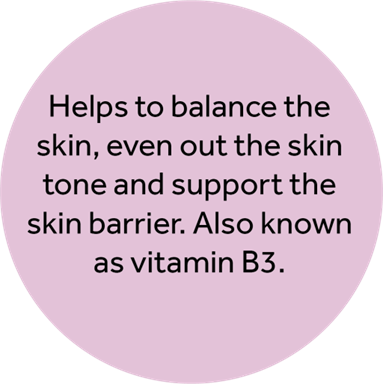 Helps to balance the
skin, even out the skin
tone and support the
skin barrier. Also known
as vitamin B3.